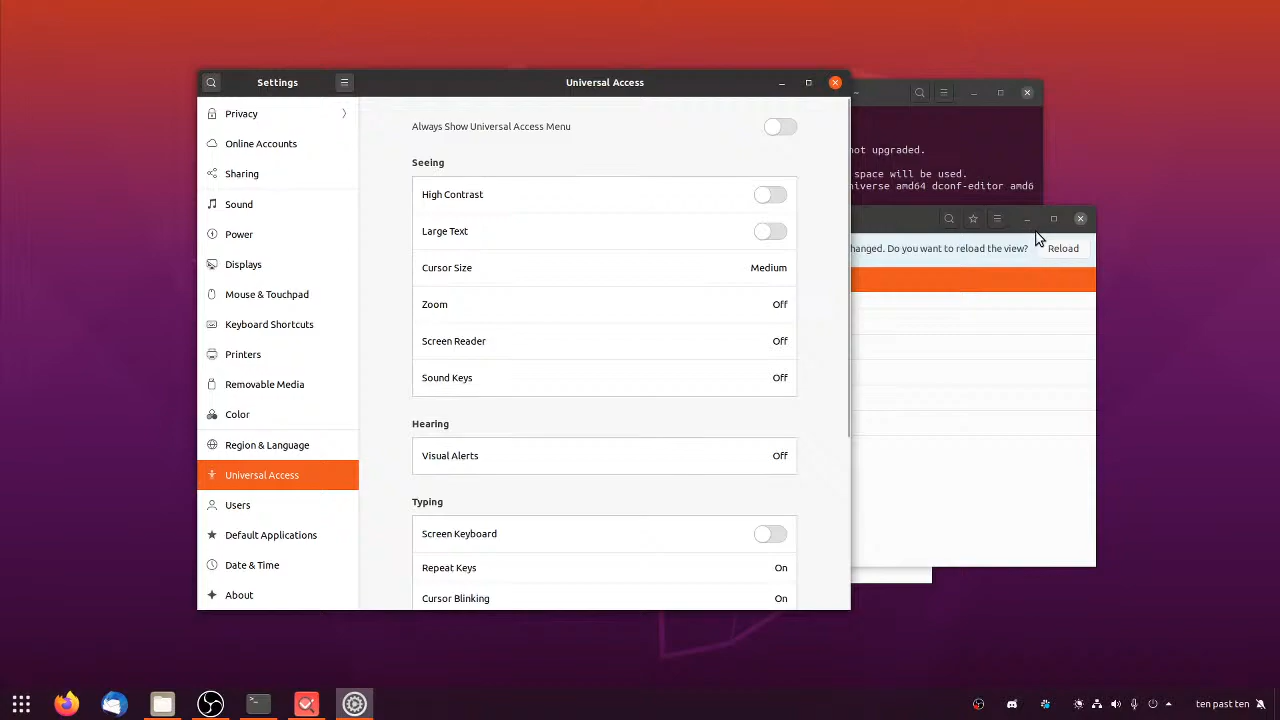 Settings
Universal Access
~
Privacy
Online Accounts
Sharing
Sound
Power
Displays
Mouse & Touchpad
Keyboard Shortcuts
Printers
Removable Media
Color
Region & Language
Universal Access
Users
Default Applications
Date & Time
About
Always Show Universal Access Menu
Seeing
High Contrast
Large Text
Cursor Size Medium
Zoom Off
Screen Reader Off
Sound Keys Off
Hearing
Visual Alerts Off
Typing
Screen Keyboard
Repeat Keys On
Cursor Blinking On
not upgraded.
space will be used.
niverse amd64 dconf-editor amd6
hanged. Do you want to reload the view? Reload
ten past ten